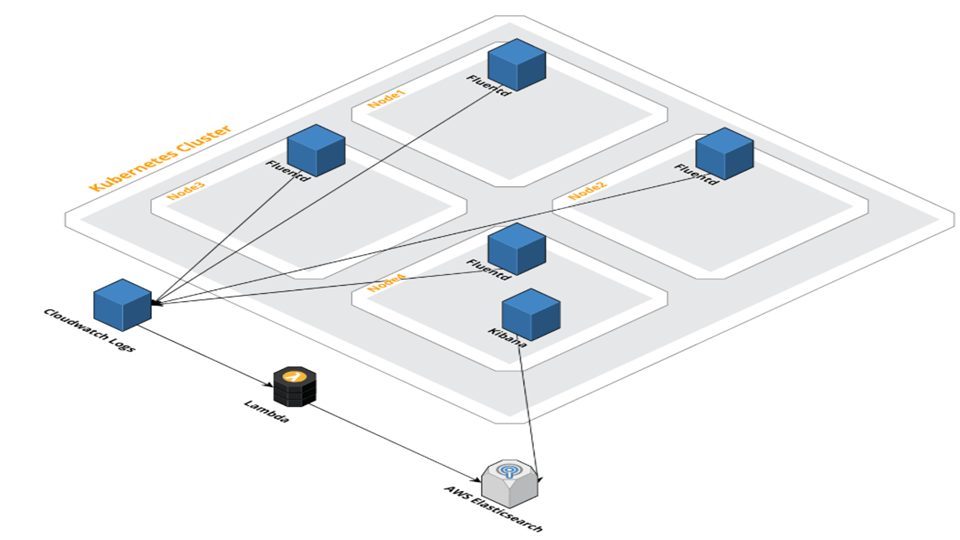 Fluentd
Node1
Kubernetes Cluster
Fluentd
Fluentd
Node3
Node2
Fluentd
Node4
Kibana
Cloudwatch Logs
Lambda
AWS Elasticsearch